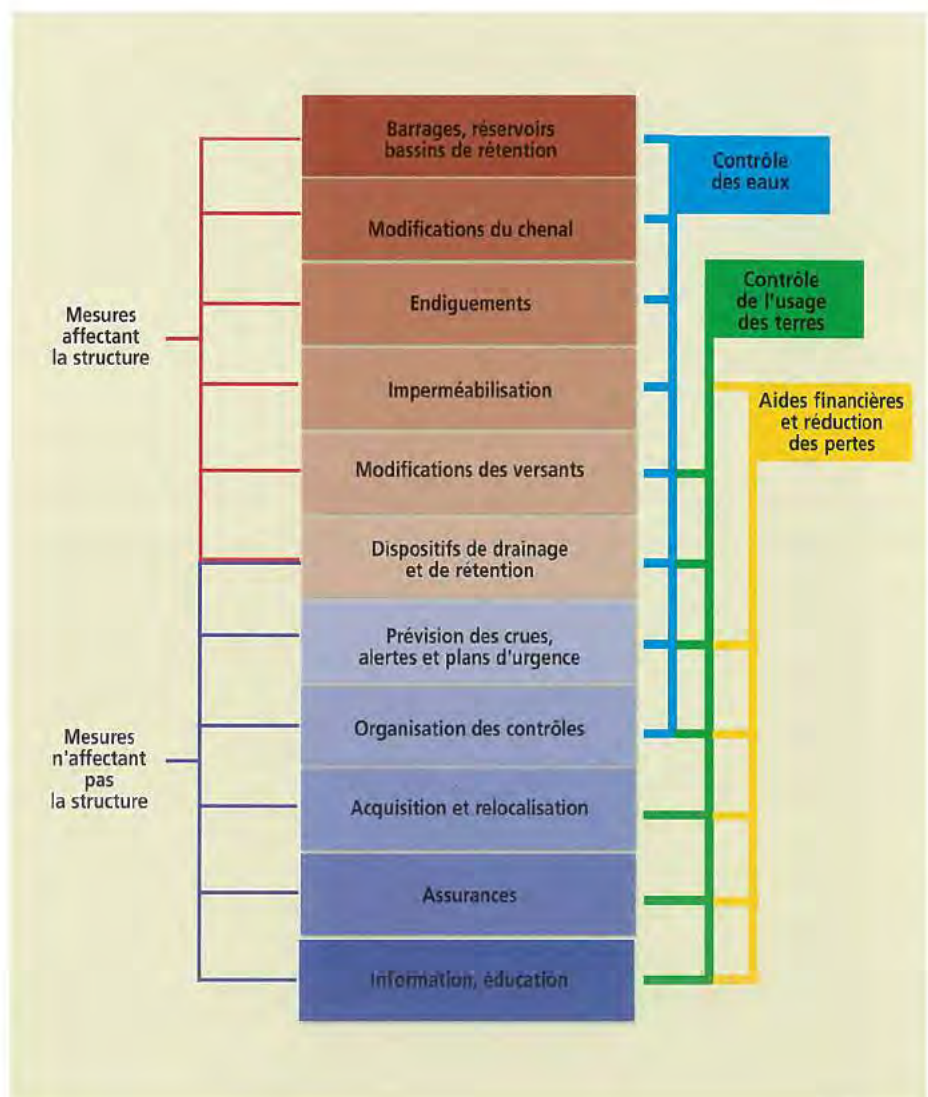 Barrages, réservoirs
bassins de rétention
Modifications du chenal
Endiguements
Imperméabilisation
Modifications des versants
Dispositifs de drainage
et de rétention
Prévision des crues,
alertes et plans d'urgence
Organisation des contrôles
Acquisition et relocalisation
Assurances
Information, éducation
Mesures
affectant
la structure
Mesures
n'affectant
pas
la structure
Contrôle
des eaux
Contrôle
de l'usage
des terres
Aides financières
et réduction
des pertes